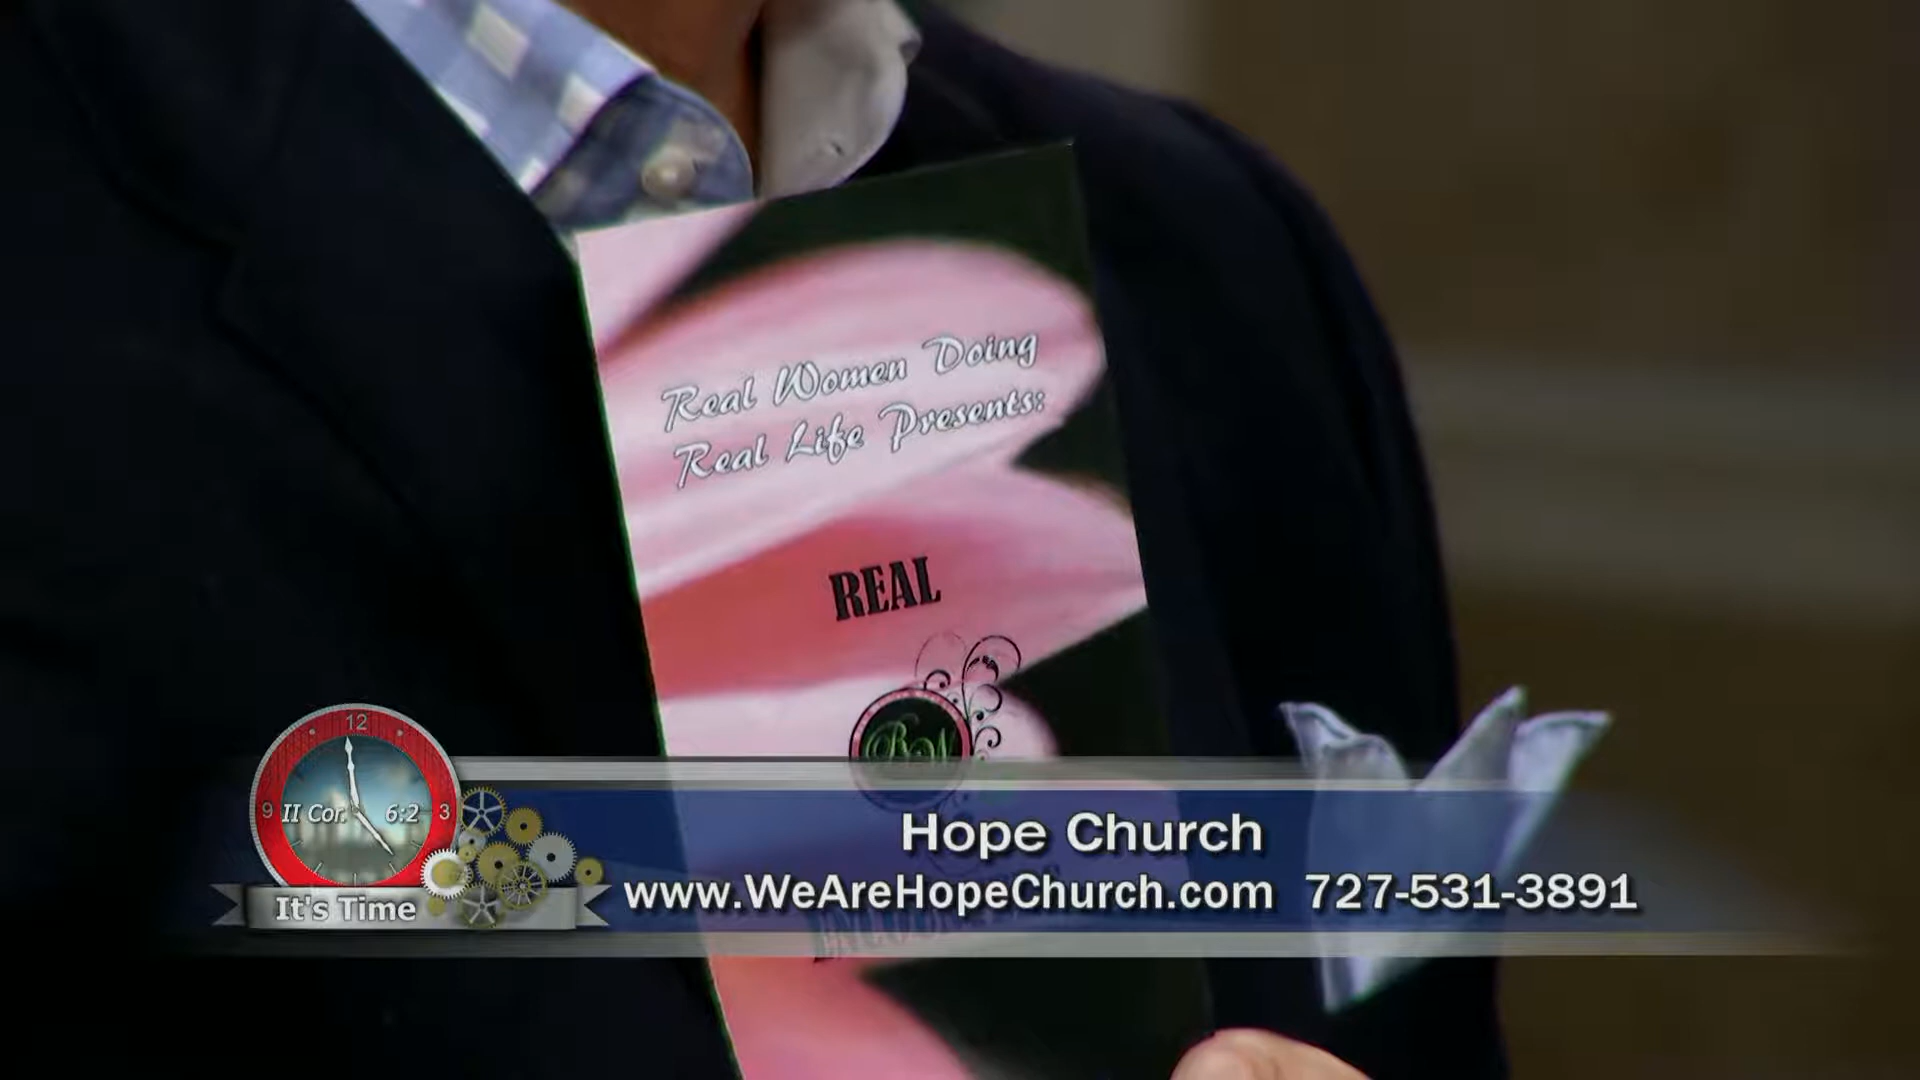 Real Women Doing
Real Life Presents:
REAL
RW
12
9
II Cor.
6:2
3
It's Time
Hope Church
www.WeAreHopeChurch.com 727-531-3891